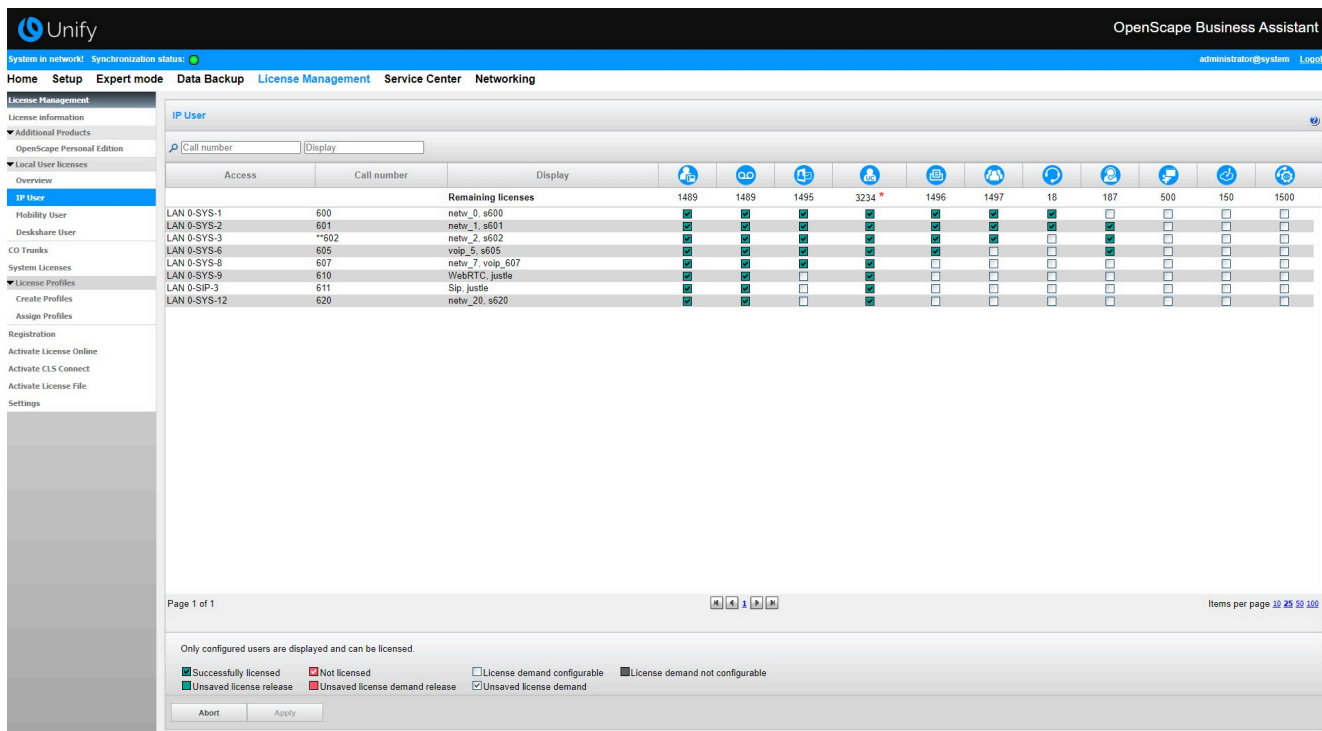 Unify
OpenScape Business Assistant
System in network! Synchronization status:
administrator@system Logof
Home Setup Expert mode Data Backup License Management Service Center Networking
License Management
License information
Additional Products
OpenScape Personal Edition
Local User licenses
Overview
IP User
Mobility User
Deskshare User
CO Trunks
System Licenses
License Profiles
Create Profiles
Assign Profiles
Registration
Activate License Online
Activate CLS Connect
Activate License File
Settings
IP User
Call number Display
Access Call number Display
UC
Remaining licenses 1489 1489 1495 3234 * 1496 1497 18 187 500 150 1500
LAN 0-SYS-1 600 netw_0, s600
LAN 0-SYS-2 601 netw_1, s601
LAN 0-SYS-3 **602 netw_2, s602
LAN 0-SYS-6 605 voip_5, s605
LAN 0-SYS-8 607 netw_7, voip_607
LAN 0-SYS-9 610 WebRTC, justle
LAN 0-SIP-3 611 Sip, justle
LAN 0-SYS-12 620 netw_20, s620
Page 1 of 1
1
Items per page 10 25 50 100
Only configured users are displayed and can be licensed.
Successfully licensed Not licensed License demand configurable License demand not configurable
Unsaved license release Unsaved license demand release Unsaved license demand
Abort Apply